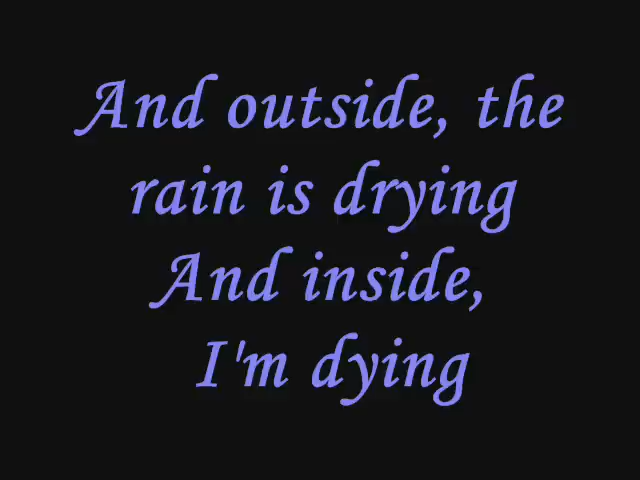 And outside, the
rain is drying
And inside,
I'm dying